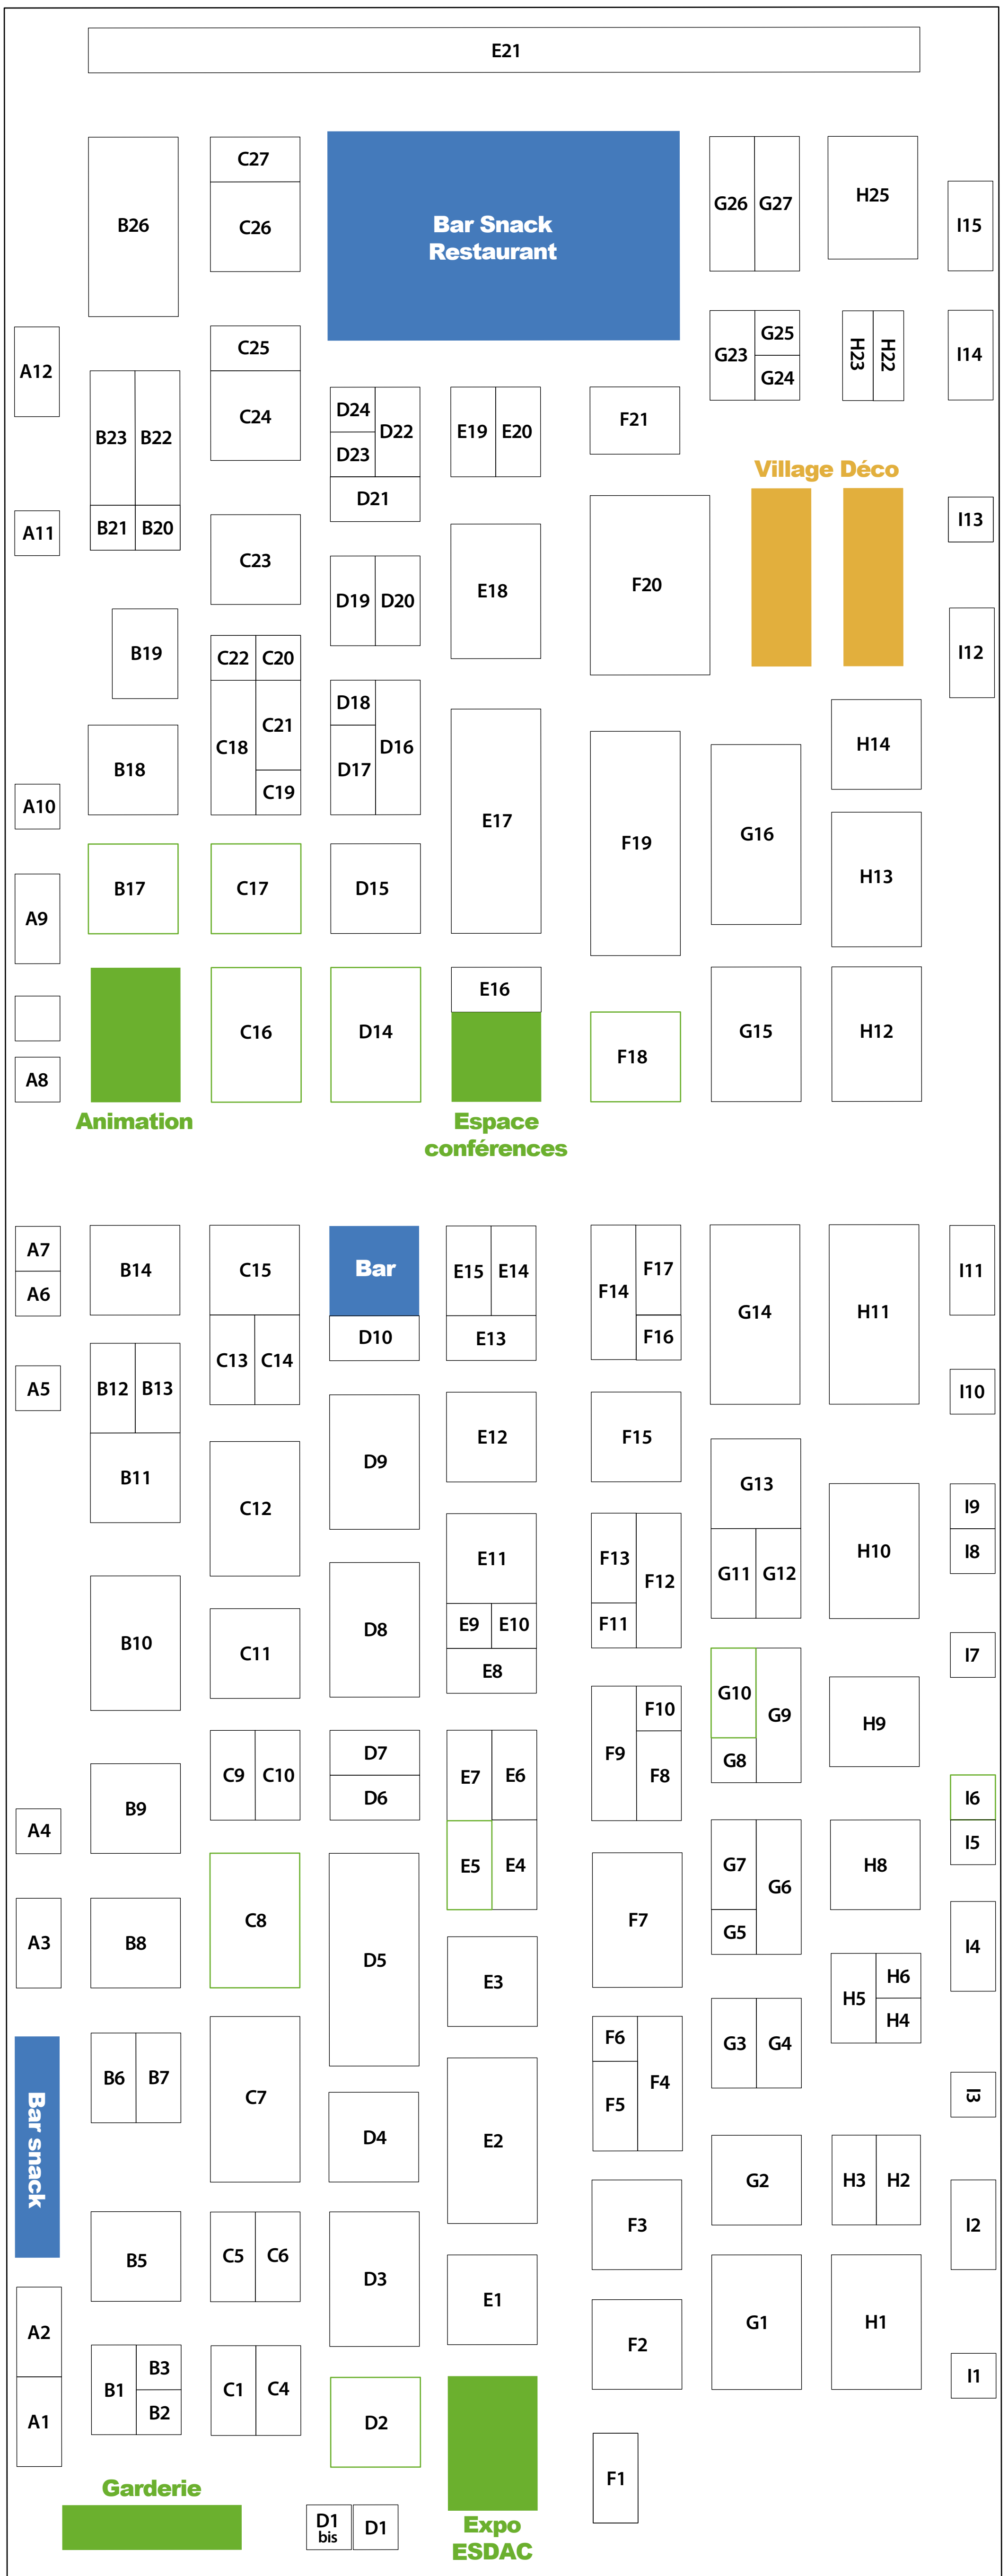 E21
C27
B26
C26
Bar Snack
Restaurant
G26
G27
H25
I15
A12
C25
C24
G23
G25
G24
H23
H22
I14
B23
B22
D24
D23
D22
D21
E19
E20
F21
Village Déco
A11
B21
B20
C23
I13
D19
D20
E18
F20
B19
C22
C20
I12
C18
C21
C19
D18
D17
D16
B18
A10
E17
F19
G16
H14
H13
A9
B17
C17
D15
C16
D14
E16
F18
G15
H12
A8
Animation
Espace
conférences
A7
A6
B14
C15
Bar
E15
E14
F14
F17
F16
G14
H11
I11
D10
E13
A5
B12
B13
C13
C14
I10
B11
C12
D9
E12
F15
G13
H10
I9
I8
E11
F13
F12
F11
G11
G12
B10
C11
D8
E9
E10
E8
I7
G10
G9
G8
H9
F9
F10
F8
C9
C10
D7
D6
E7
E6
A4
B9
I6
I5
E5
E4
G7
G6
G5
H8
A3
B8
C8
D5
E3
F7
I4
H5
H6
H4
B6
B7
C7
F6
F5
F4
G3
G4
I3
Bar snack
D4
E2
G2
H3
H2
F3
I2
B5
C5
C6
D3
E1
F2
G1
H1
A2
A1
B1
B3
B2
C1
C4
D2
I1
F1
Garderie
D1
bis
D1
Expo
ESDAC